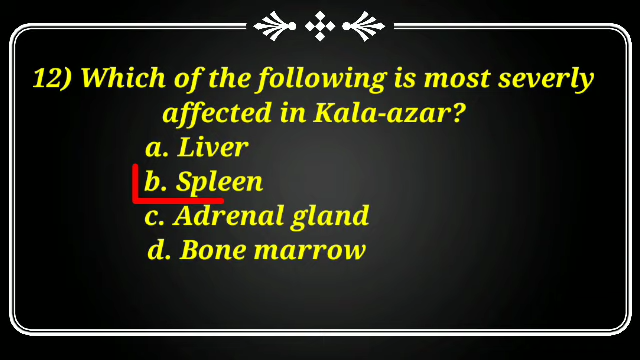 12) Which of the following is most severly
affected in Kala-azar?
a. Liver
b. Spleen
c. Adrenal gland
d. Bone marrow